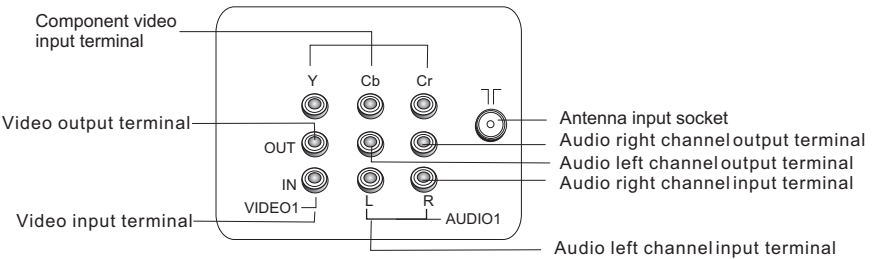 Component video
input terminal
Y Cb Cr
Antenna input socket
Video output terminal
OUT
Audio right channel output terminal
Audio left channel output terminal
IN
Audio right channel input terminal
VIDEO1
L R
Video input terminal
AUDIO1
Audio left channel input terminal